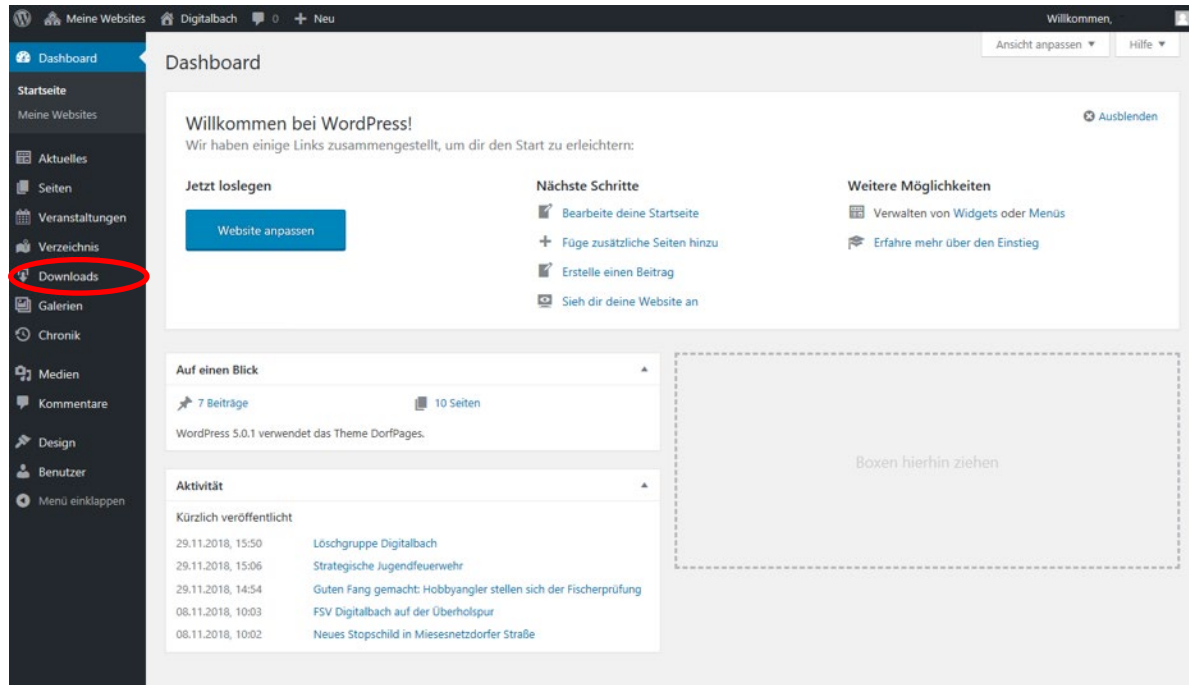 Meine Websites Digitalbach 0 Neu Willkommen,
Dashboard
Startseite
Meine Websites
Aktuelles
Seiten
Veranstaltungen
Verzeichnis
Downloads
Galerien
Chronik
Medien
Kommentare
Design
Benutzer
Menü einklappen
Ansicht anpassen Hilfe
Dashboard
Willkommen bei WordPress!
Ausblenden
Wir haben einige Links zusammengestellt, um dir den Start zu erleichtern:
Jetzt loslegen
Website anpassen
Nächste Schritte
Bearbeite deine Startseite
Füge zusätzliche Seiten hinzu
Erstelle einen Beitrag
Sieh dir deine Website an
Weitere Möglichkeiten
Verwalten von Widgets oder Menüs
Erfahre mehr über den Einstieg
Auf einen Blick
7 Beiträge 10 Seiten
WordPress 5.0.1 verwendet das Theme DorfPages.
Aktivität
Kürzlich veröffentlicht
29.11.2018, 15:50 Löschgruppe Digitalbach
29.11.2018, 15:06 Strategische Jugendfeuerwehr
29.11.2018, 14:54 Guten Fang gemacht: Hobbyangler stellen sich der Fischerprüfung
08.11.2018, 10:03 FSV Digitalbach auf der Überholspur
08.11.2018, 10:02 Neues Stopschild in Miesesnetzdorfer Straße
Boxen hierhin ziehen